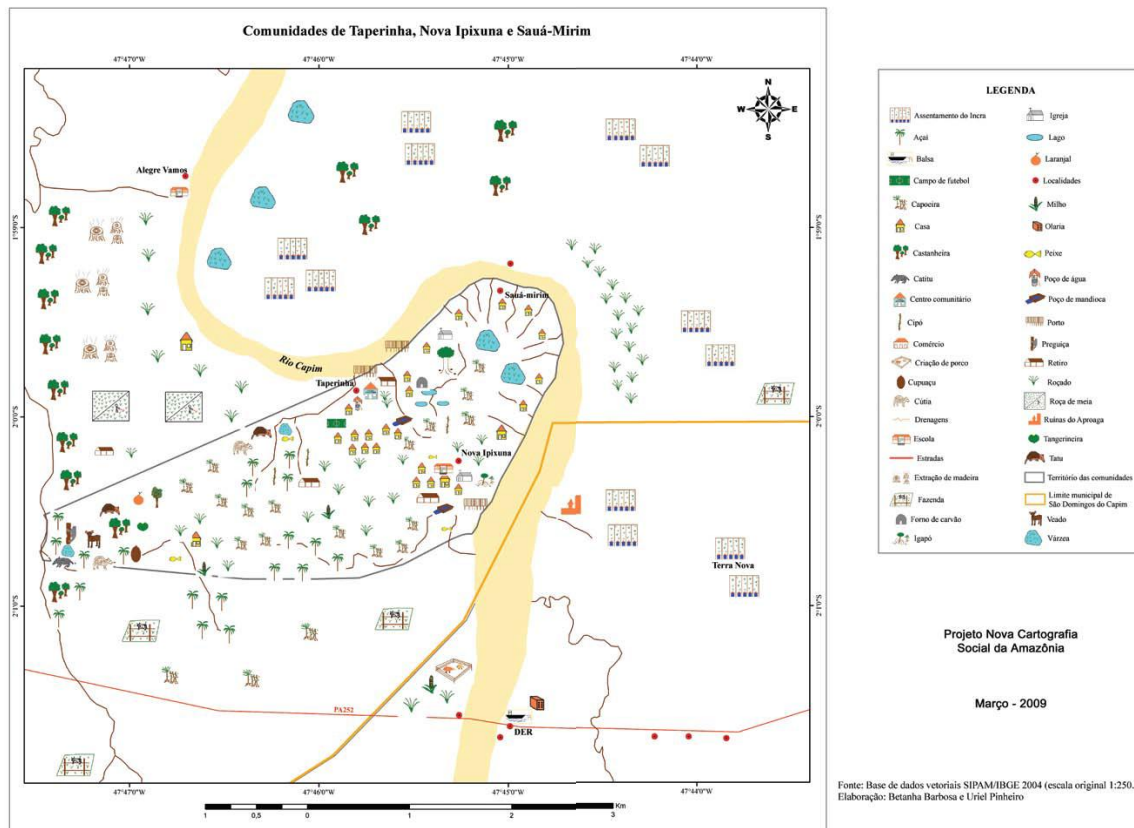 Comunidades de Taperinha, Nova Ipixuna e Sauá-Mirim
47°47'0"W 47°46'0"W 47°45'0"W 47°44'0"W
N
W E
S
Alegre Vamos
1°59'0"S 1°59'0"S
Sauá-mirim
Rio Capim
Taperinha
2°0'0"S 2°0'0"S
Nova Ipixuna
Terra Nova
2°1'0"S 2°1'0"S
PA252
DER
47°47'0"W 47°46'0"W 47°45'0"W 47°44'0"W
1 0,5 0 1 2 3 Km
LEGENDA
Assentamento do Incra
Açaí
Balsa
Campo de futebol
Capoeira
Casa
Castanheira
Catitu
Centro comunitário
Cipó
Comércio
Criação de porco
Cupuaçu
Cútia
Drenagens
Escola
Estradas
Extração de madeira
Fazenda
Forno de carvão
Igapó
Igreja
Lago
Laranjal
Localidades
Milho
Olaria
Peixe
Poço de água
Poço de mandioca
Porto
Preguiça
Retiro
Roçado
Roça de meia
Ruínas do Aproaga
Tangerineira
Tatu
Território das comunidades
Limite municipal de
São Domingos do Capim
Veado
Várzea
Projeto Nova Cartografia
Social da Amazônia
Março - 2009
Fonte: Base de dados vetoriais SIPAM/IBGE 2004 (escala original 1:250.
Elaboração: Betanha Barbosa e Uriel Pinheiro